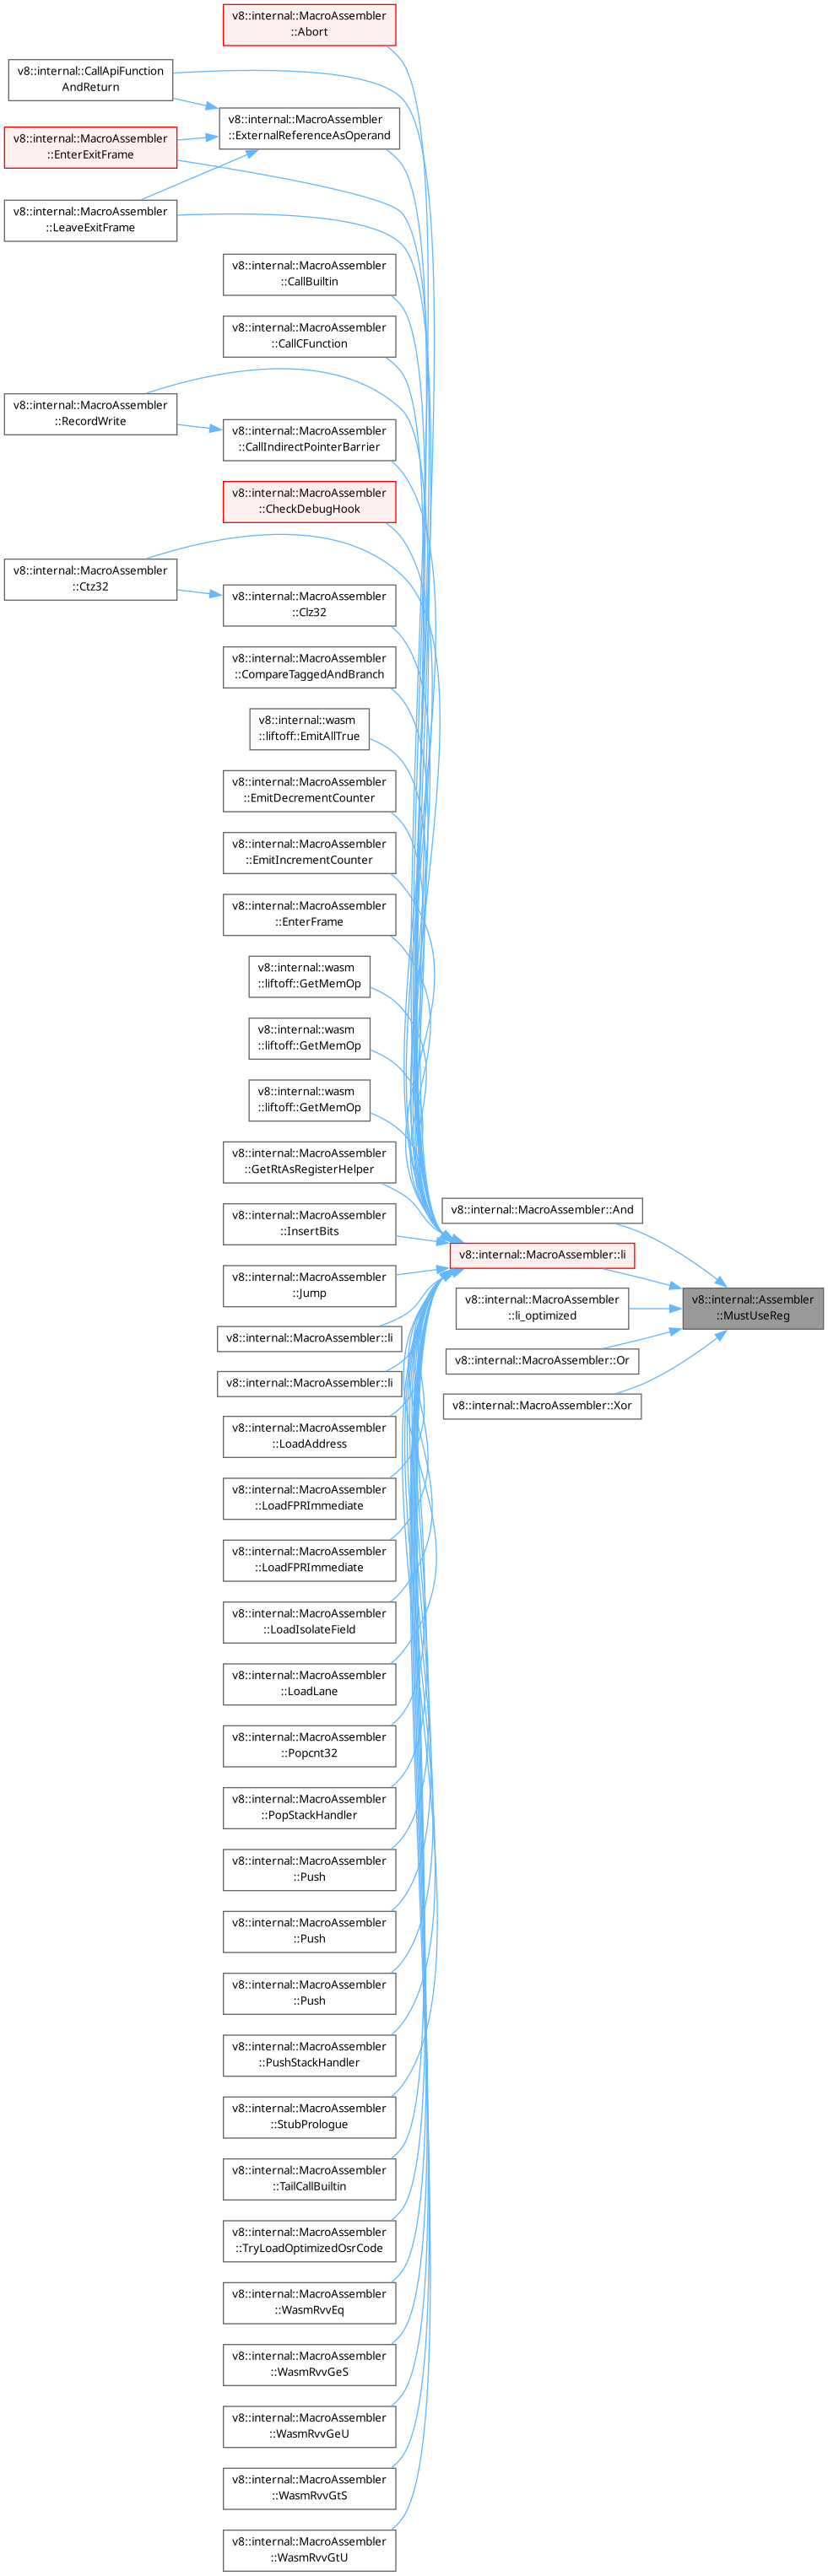 v8::internal::MacroAssembler
::Abort
v8::internal::CallApiFunction
AndReturn
v8::internal::MacroAssembler
::ExternalReferenceAsOperand
v8::internal::MacroAssembler
::EnterExitFrame
v8::internal::MacroAssembler
::LeaveExitFrame
v8::internal::MacroAssembler
::CallBuiltin
v8::internal::MacroAssembler
::CallCFunction
v8::internal::MacroAssembler
::RecordWrite
v8::internal::MacroAssembler
::CallIndirectPointerBarrier
v8::internal::MacroAssembler
::CheckDebugHook
v8::internal::MacroAssembler
::Ctz32
v8::internal::MacroAssembler
::Clz32
v8::internal::MacroAssembler
::CompareTaggedAndBranch
v8::internal::wasm
::liftoff::EmitAllTrue
v8::internal::MacroAssembler
::EmitDecrementCounter
v8::internal::MacroAssembler
::EmitIncrementCounter
v8::internal::MacroAssembler
::EnterFrame
v8::internal::wasm
::liftoff::GetMemOp
v8::internal::wasm
::liftoff::GetMemOp
v8::internal::wasm
::liftoff::GetMemOp
v8::internal::MacroAssembler
::GetRtAsRegisterHelper
v8::internal::MacroAssembler::And
v8::internal::MacroAssembler
::InsertBits
v8::internal::MacroAssembler::li
v8::internal::MacroAssembler
::Jump
v8::internal::MacroAssembler
::li_optimized
v8::internal::Assembler
::MustUseReg
v8::internal::MacroAssembler::li
v8::internal::MacroAssembler::Or
v8::internal::MacroAssembler::li
v8::internal::MacroAssembler::Xor
v8::internal::MacroAssembler
::LoadAddress
v8::internal::MacroAssembler
::LoadFPRImmediate
v8::internal::MacroAssembler
::LoadFPRImmediate
v8::internal::MacroAssembler
::LoadIsolateField
v8::internal::MacroAssembler
::LoadLane
v8::internal::MacroAssembler
::Popcnt32
v8::internal::MacroAssembler
::PopStackHandler
v8::internal::MacroAssembler
::Push
v8::internal::MacroAssembler
::Push
v8::internal::MacroAssembler
::Push
v8::internal::MacroAssembler
::PushStackHandler
v8::internal::MacroAssembler
::StubPrologue
v8::internal::MacroAssembler
::TailCallBuiltin
v8::internal::MacroAssembler
::TryLoadOptimizedOsrCode
v8::internal::MacroAssembler
::WasmRvvEq
v8::internal::MacroAssembler
::WasmRvvGeS
v8::internal::MacroAssembler
::WasmRvvGeU
v8::internal::MacroAssembler
::WasmRvvGtS
v8::internal::MacroAssembler
::WasmRvvGtU